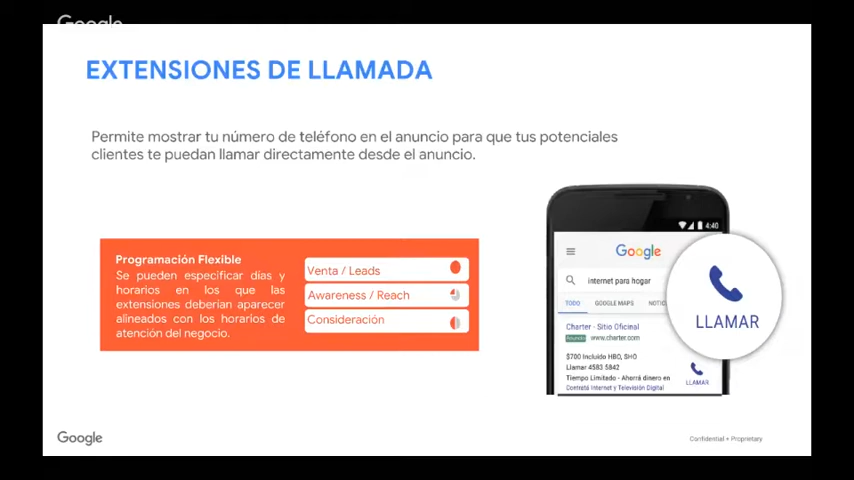 Google
EXTENSIONES DE LLAMADA
Permite mostrar tu número de teléfono en el anuncio para que tus potenciales
clientes te puedan llamar directamente desde el anuncio.
Programación Flexible
Se pueden especificar días y
horarios en los que las
extensiones deberían aparecer
alineados con los horarios de
atención del negocio.
Venta / Leads
Awareness / Reach
Consideración
4:40
Google
internet para hogar
TODO GOOGLE MAPS NOTIC
Charter - Sitio Oficinal
www.charter.com
$700 Incluido HBO, SHO
Llamar 4583 5842
Tiempo Limitado - Ahorrá dinero en
Contratá Internet y Televisión Digital
LLAMAR
LLAMAR
Google
Confidential + Proprietary